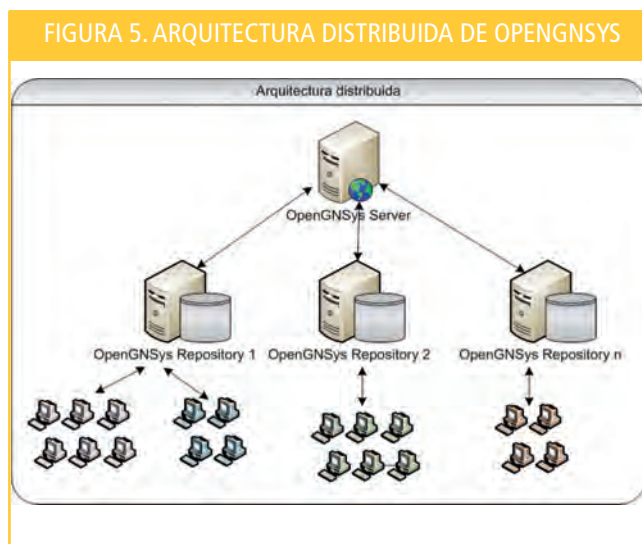 FIGURA 5. ARQUITECTURA DISTRIBUIDA DE OPENGNSYS
Arquitectura distribuida
OpenGNSys Server
OpenGNSys Repository 1
OpenGNSys Repository 2
OpenGNSys Repository n